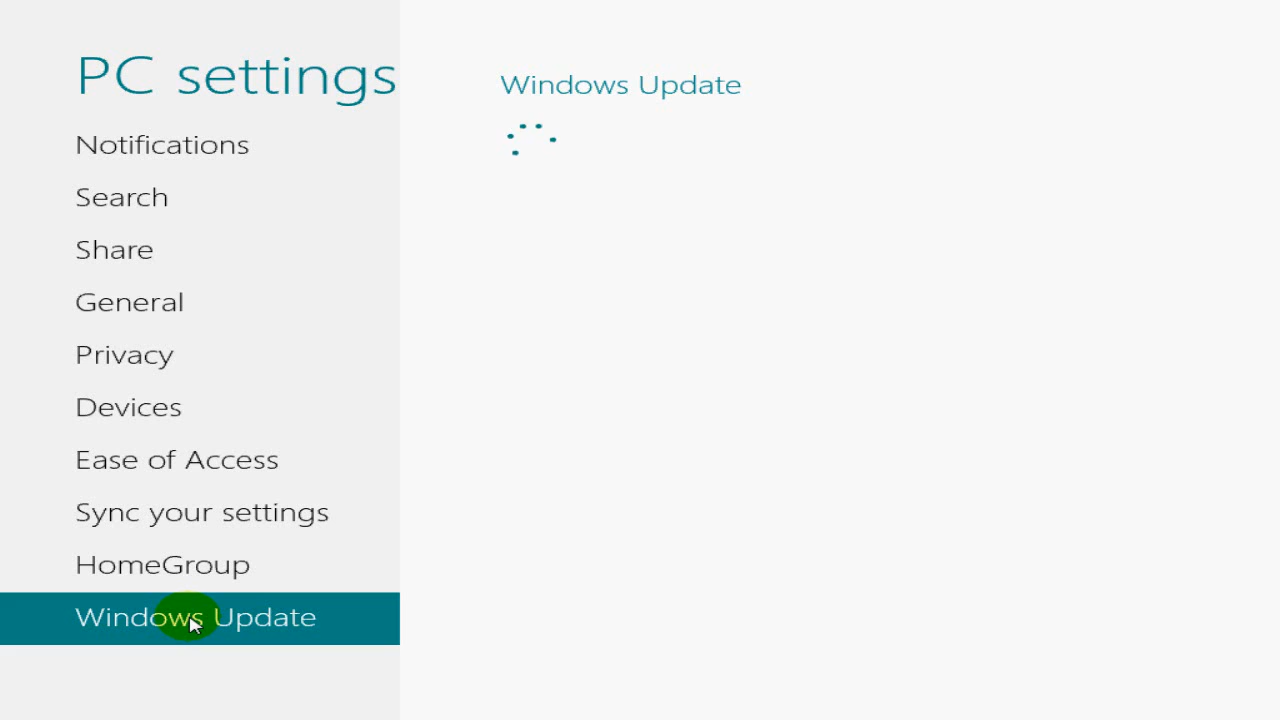 PC settings
Notifications
Search
Share
General
Privacy
Devices
Ease of Access
Sync your settings
HomeGroup
Windows Update
Windows Update